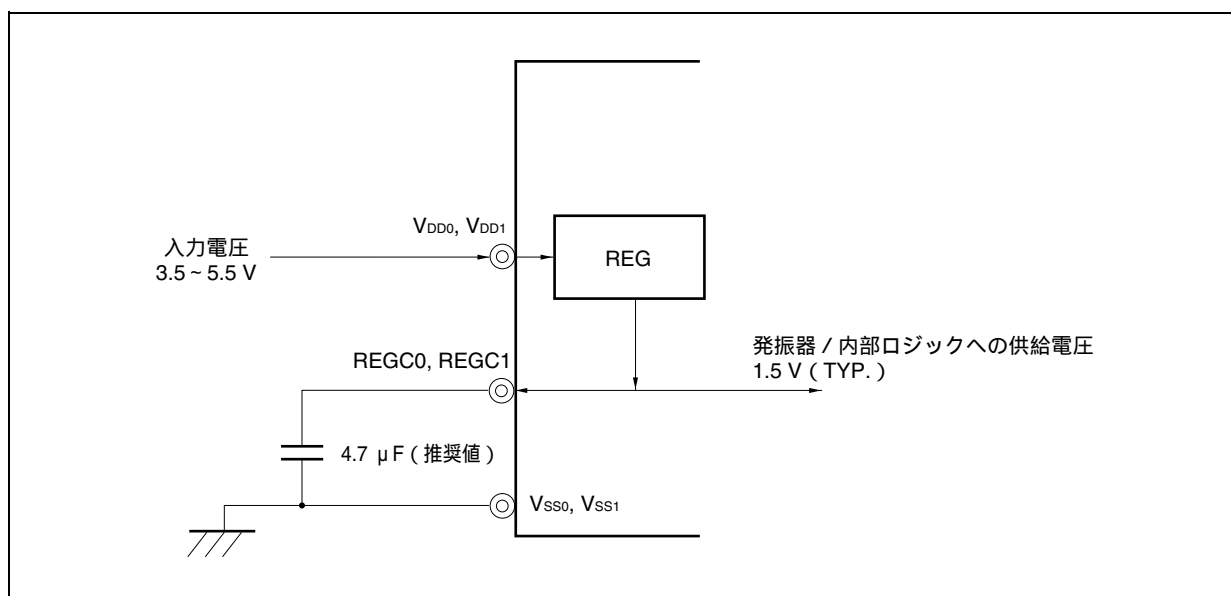 VDD0, VDD1
入力電圧
3.5 ~ 5.5 V
REG
REGC0, REGC1
発振器 / 内部ロジックへの供給電圧
1.5 V ( TYP. )
4.7 μF ( 推奨値 )
VSS0, VSS1